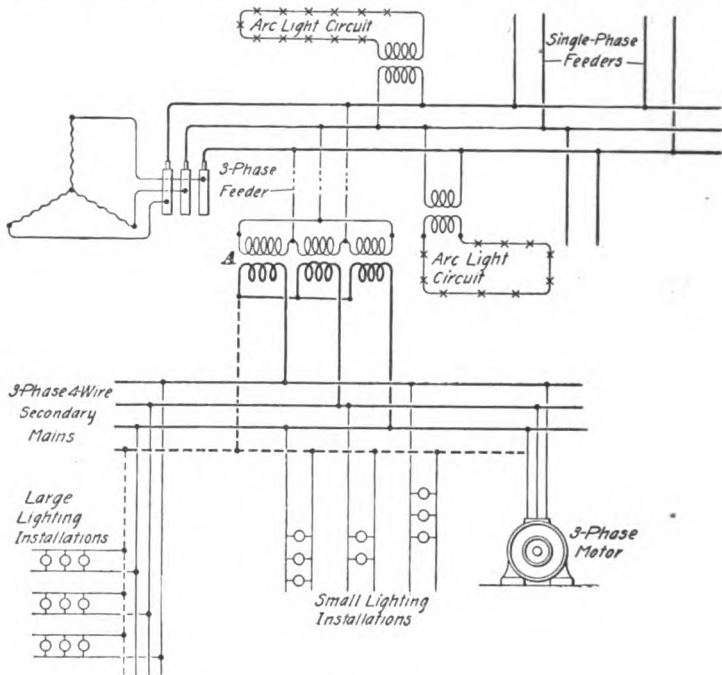 Arc Light Circuit
Single-Phase
Feeders
3-Phase
Feeder
A
Arc Light
Circuit
3-Phase 4-Wire
Secondary
Mains
Large
Lighting
Installations
3-Phase
Motor
Small Lighting
Installations